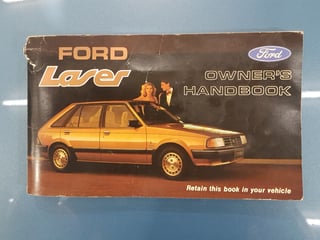 FORD
Laser
Ford
OWNER'S
HANDBOOK
Retain this book in your vehicle